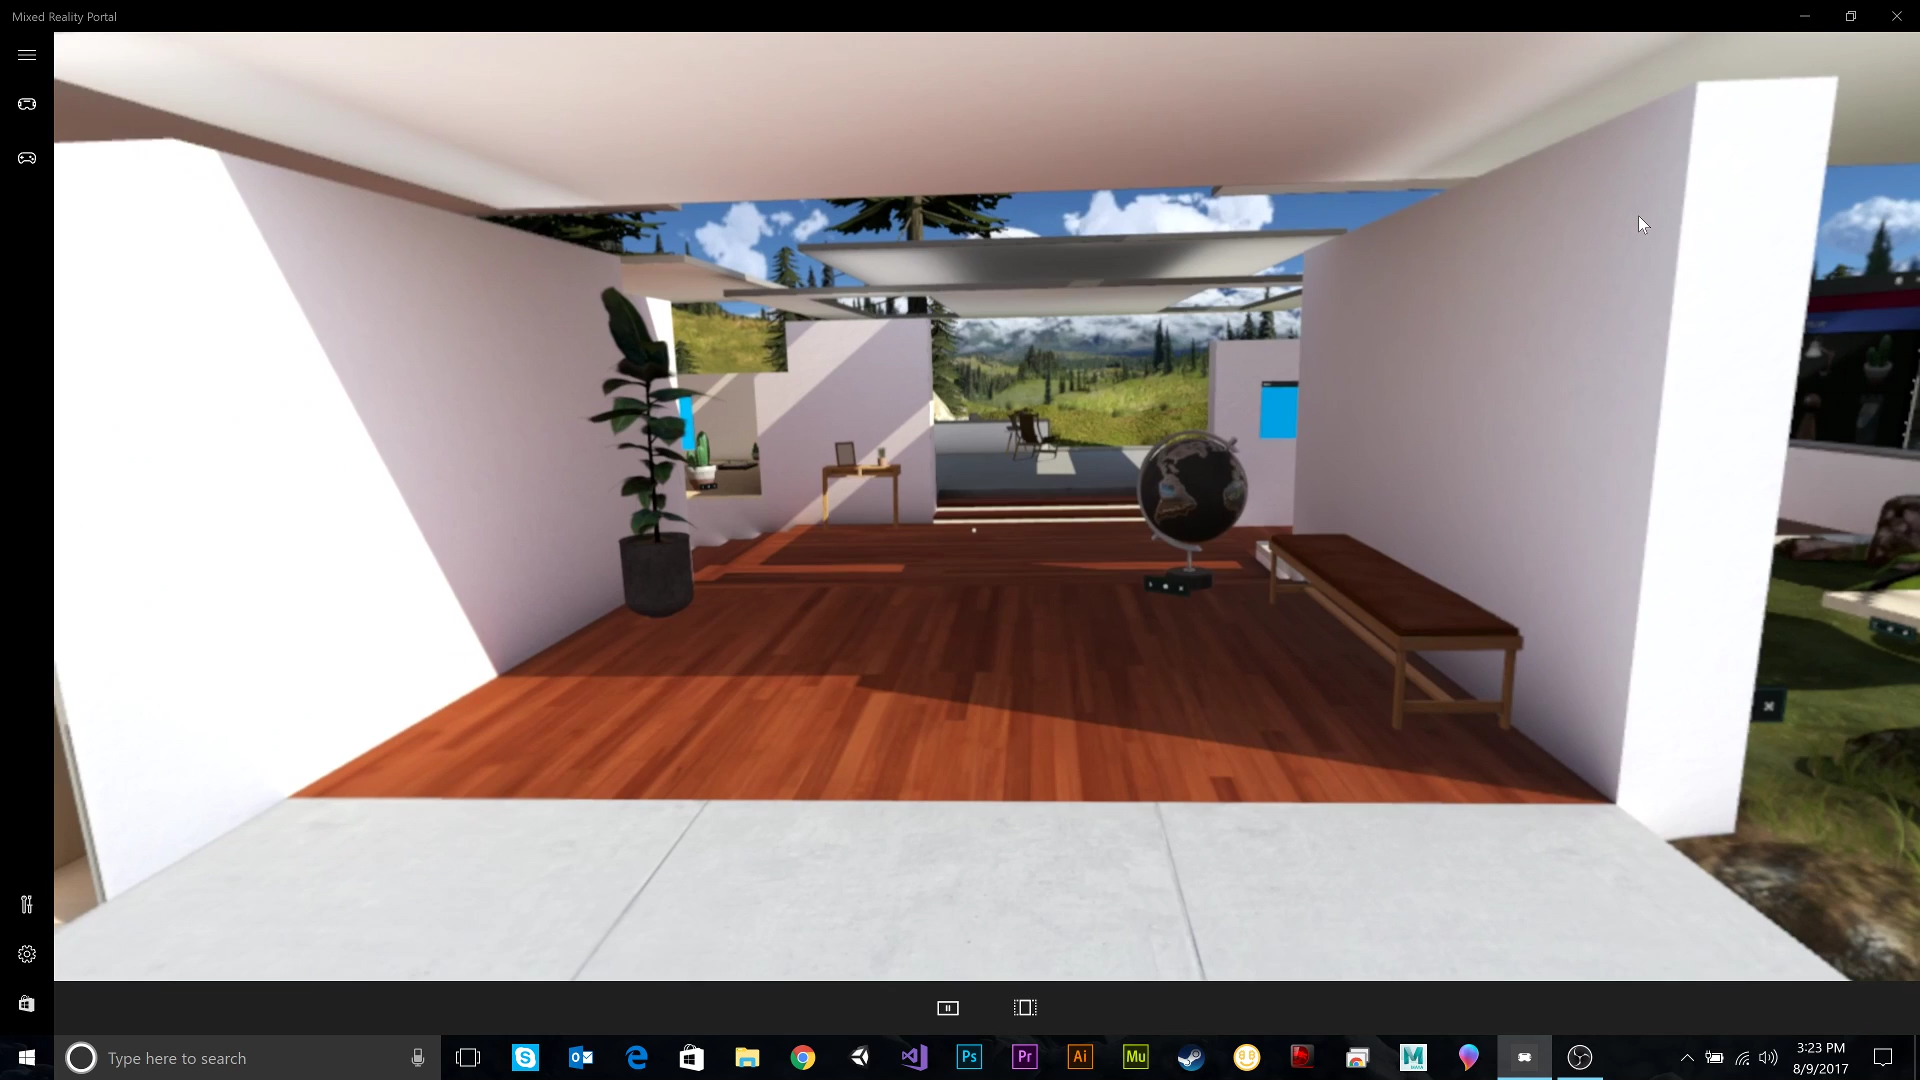 Mixed Reality Portal
Type here to search
Ps
Pr
Ai
Mu
M
3:23 PM
8/9/2017